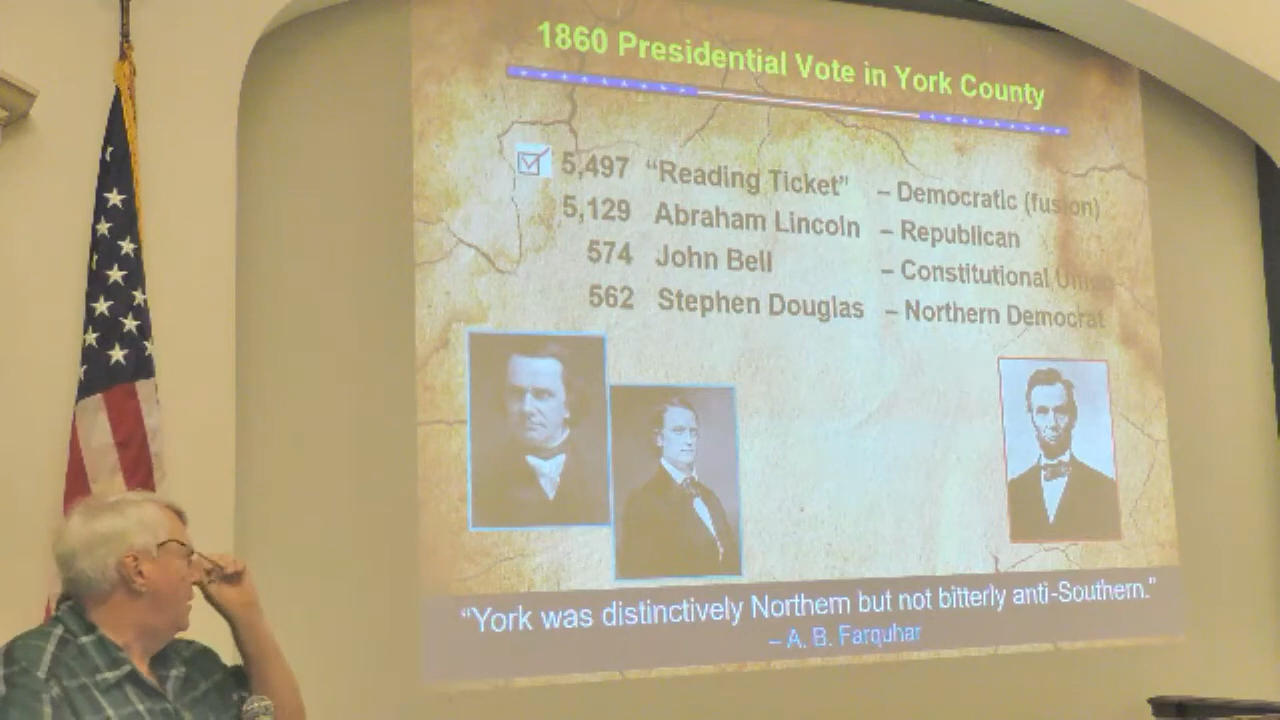 1860 Presidential Vote in York County
5,497 “Reading Ticket” – Democratic (fusion)
5,129 Abraham Lincoln – Republican
574 John Bell – Constitutional Union
562 Stephen Douglas – Northern Democrat
“York was distinctively Northern but not bitterly anti-Southern.”
– A. B. Farquhar